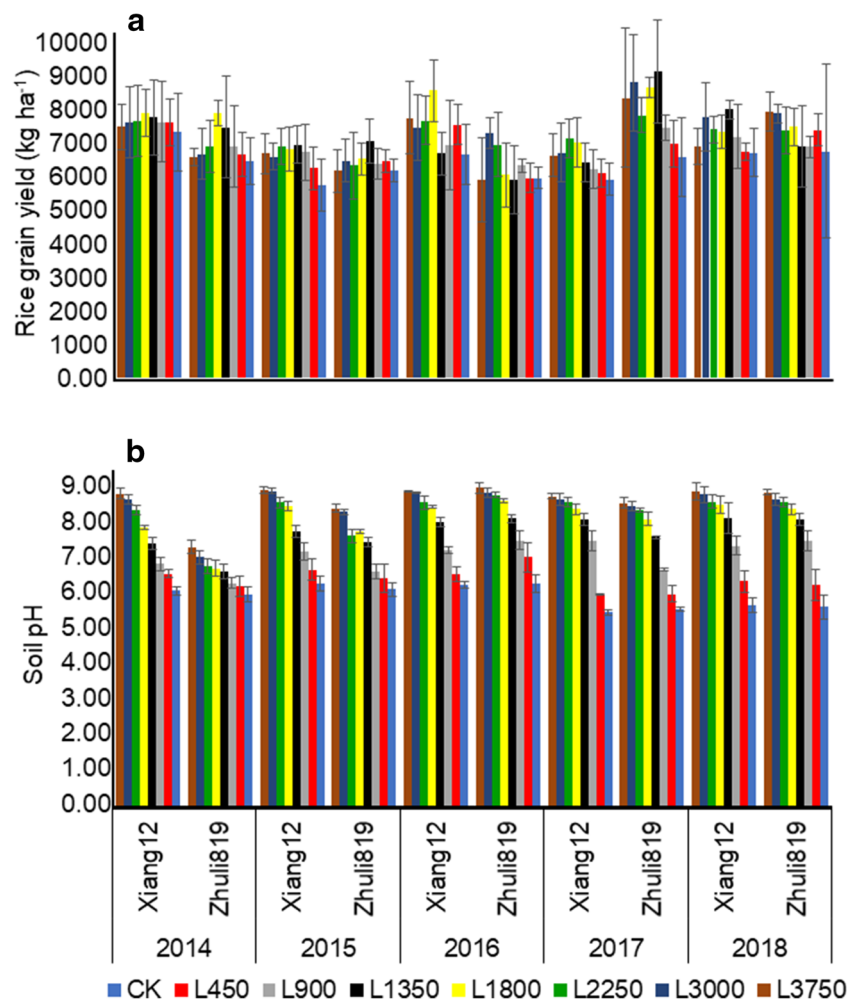 a
Rice grain yield (kg ha⁻¹)
10000
9000
8000
7000
6000
5000
4000
3000
2000
1000
0.00
b
Soil pH
9.00
8.00
7.00
6.00
5.00
4.00
3.00
2.00
1.00
0.00
Xiang12
Zhuli819
Xiang12
Zhuli819
Xiang12
Zhuli819
Xiang12
Zhuli819
Xiang12
Zhuli819
2014 2015 2016 2017 2018
CK L450 L900 L1350 L1800 L2250 L3000 L3750